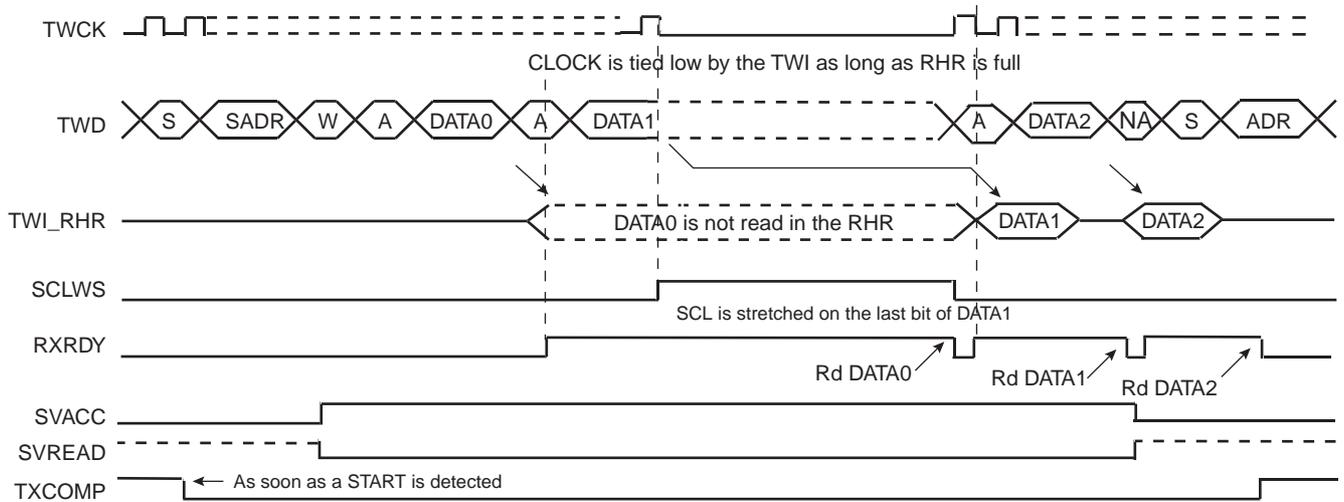 TWCK
CLOCK is tied low by the TWI as long as RHR is full
TWD S SADR W A DATA0 A DATA1 A DATA2 NA S ADR
TWI_RHR DATA0 is not read in the RHR DATA1 DATA2
SCLWS
SCL is stretched on the last bit of DATA1
RXRDY
Rd DATA0 Rd DATA1 Rd DATA2
SVACC
SVREAD
TXCOMP As soon as a START is detected